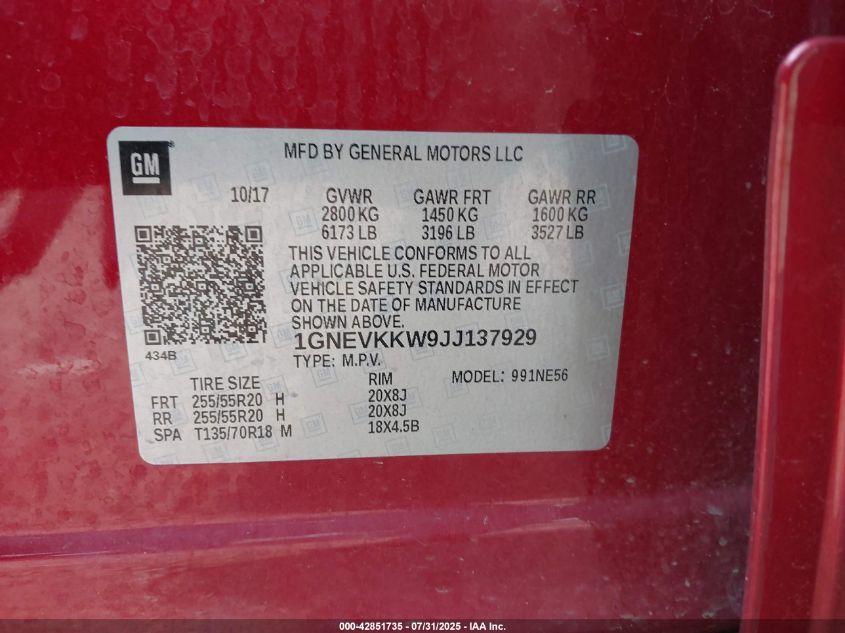 GM
MFD BY GENERAL MOTORS LLC
10/17 GVWR GAWR FRT GAWR RR
2800 KG 1450 KG 1600 KG
6173 LB 3196 LB 3527 LB
THIS VEHICLE CONFORMS TO ALL
APPLICABLE U.S. FEDERAL MOTOR
VEHICLE SAFETY STANDARDS IN EFFECT
ON THE DATE OF MANUFACTURE
SHOWN ABOVE.
434B
1GNEVKKW9JJ137929
TYPE: M.P.V.
TIRE SIZE RIM MODEL: 991NE56
FRT 255/55R20 H 20X8J
RR 255/55R20 H 20X8J
SPA T135/70R18 M 18X4.5B
000-42851735 - 07/31/2025 - IAA Inc.